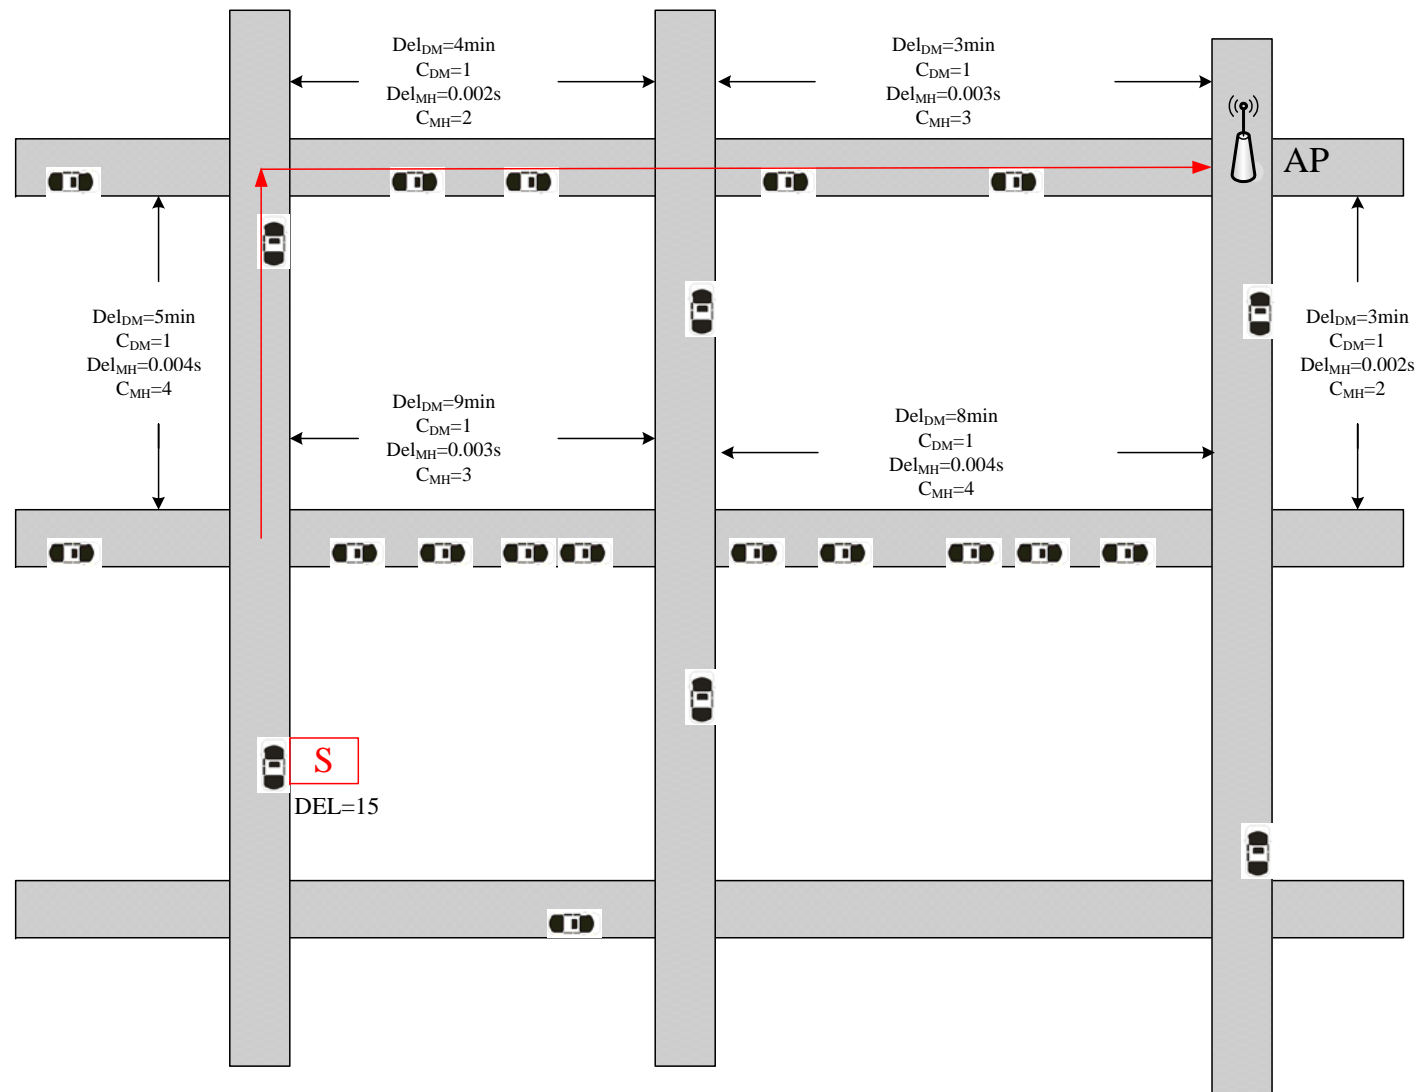 Del_DM=4min
C_DM=1
Del_MH=0.002s
C_MH=2
Del_DM=3min
C_DM=1
Del_MH=0.003s
C_MH=3
AP
Del_DM=5min
C_DM=1
Del_MH=0.004s
C_MH=4
Del_DM=3min
C_DM=1
Del_MH=0.002s
C_MH=2
Del_DM=9min
C_DM=1
Del_MH=0.003s
C_MH=3
Del_DM=8min
C_DM=1
Del_MH=0.004s
C_MH=4
S
DEL=15